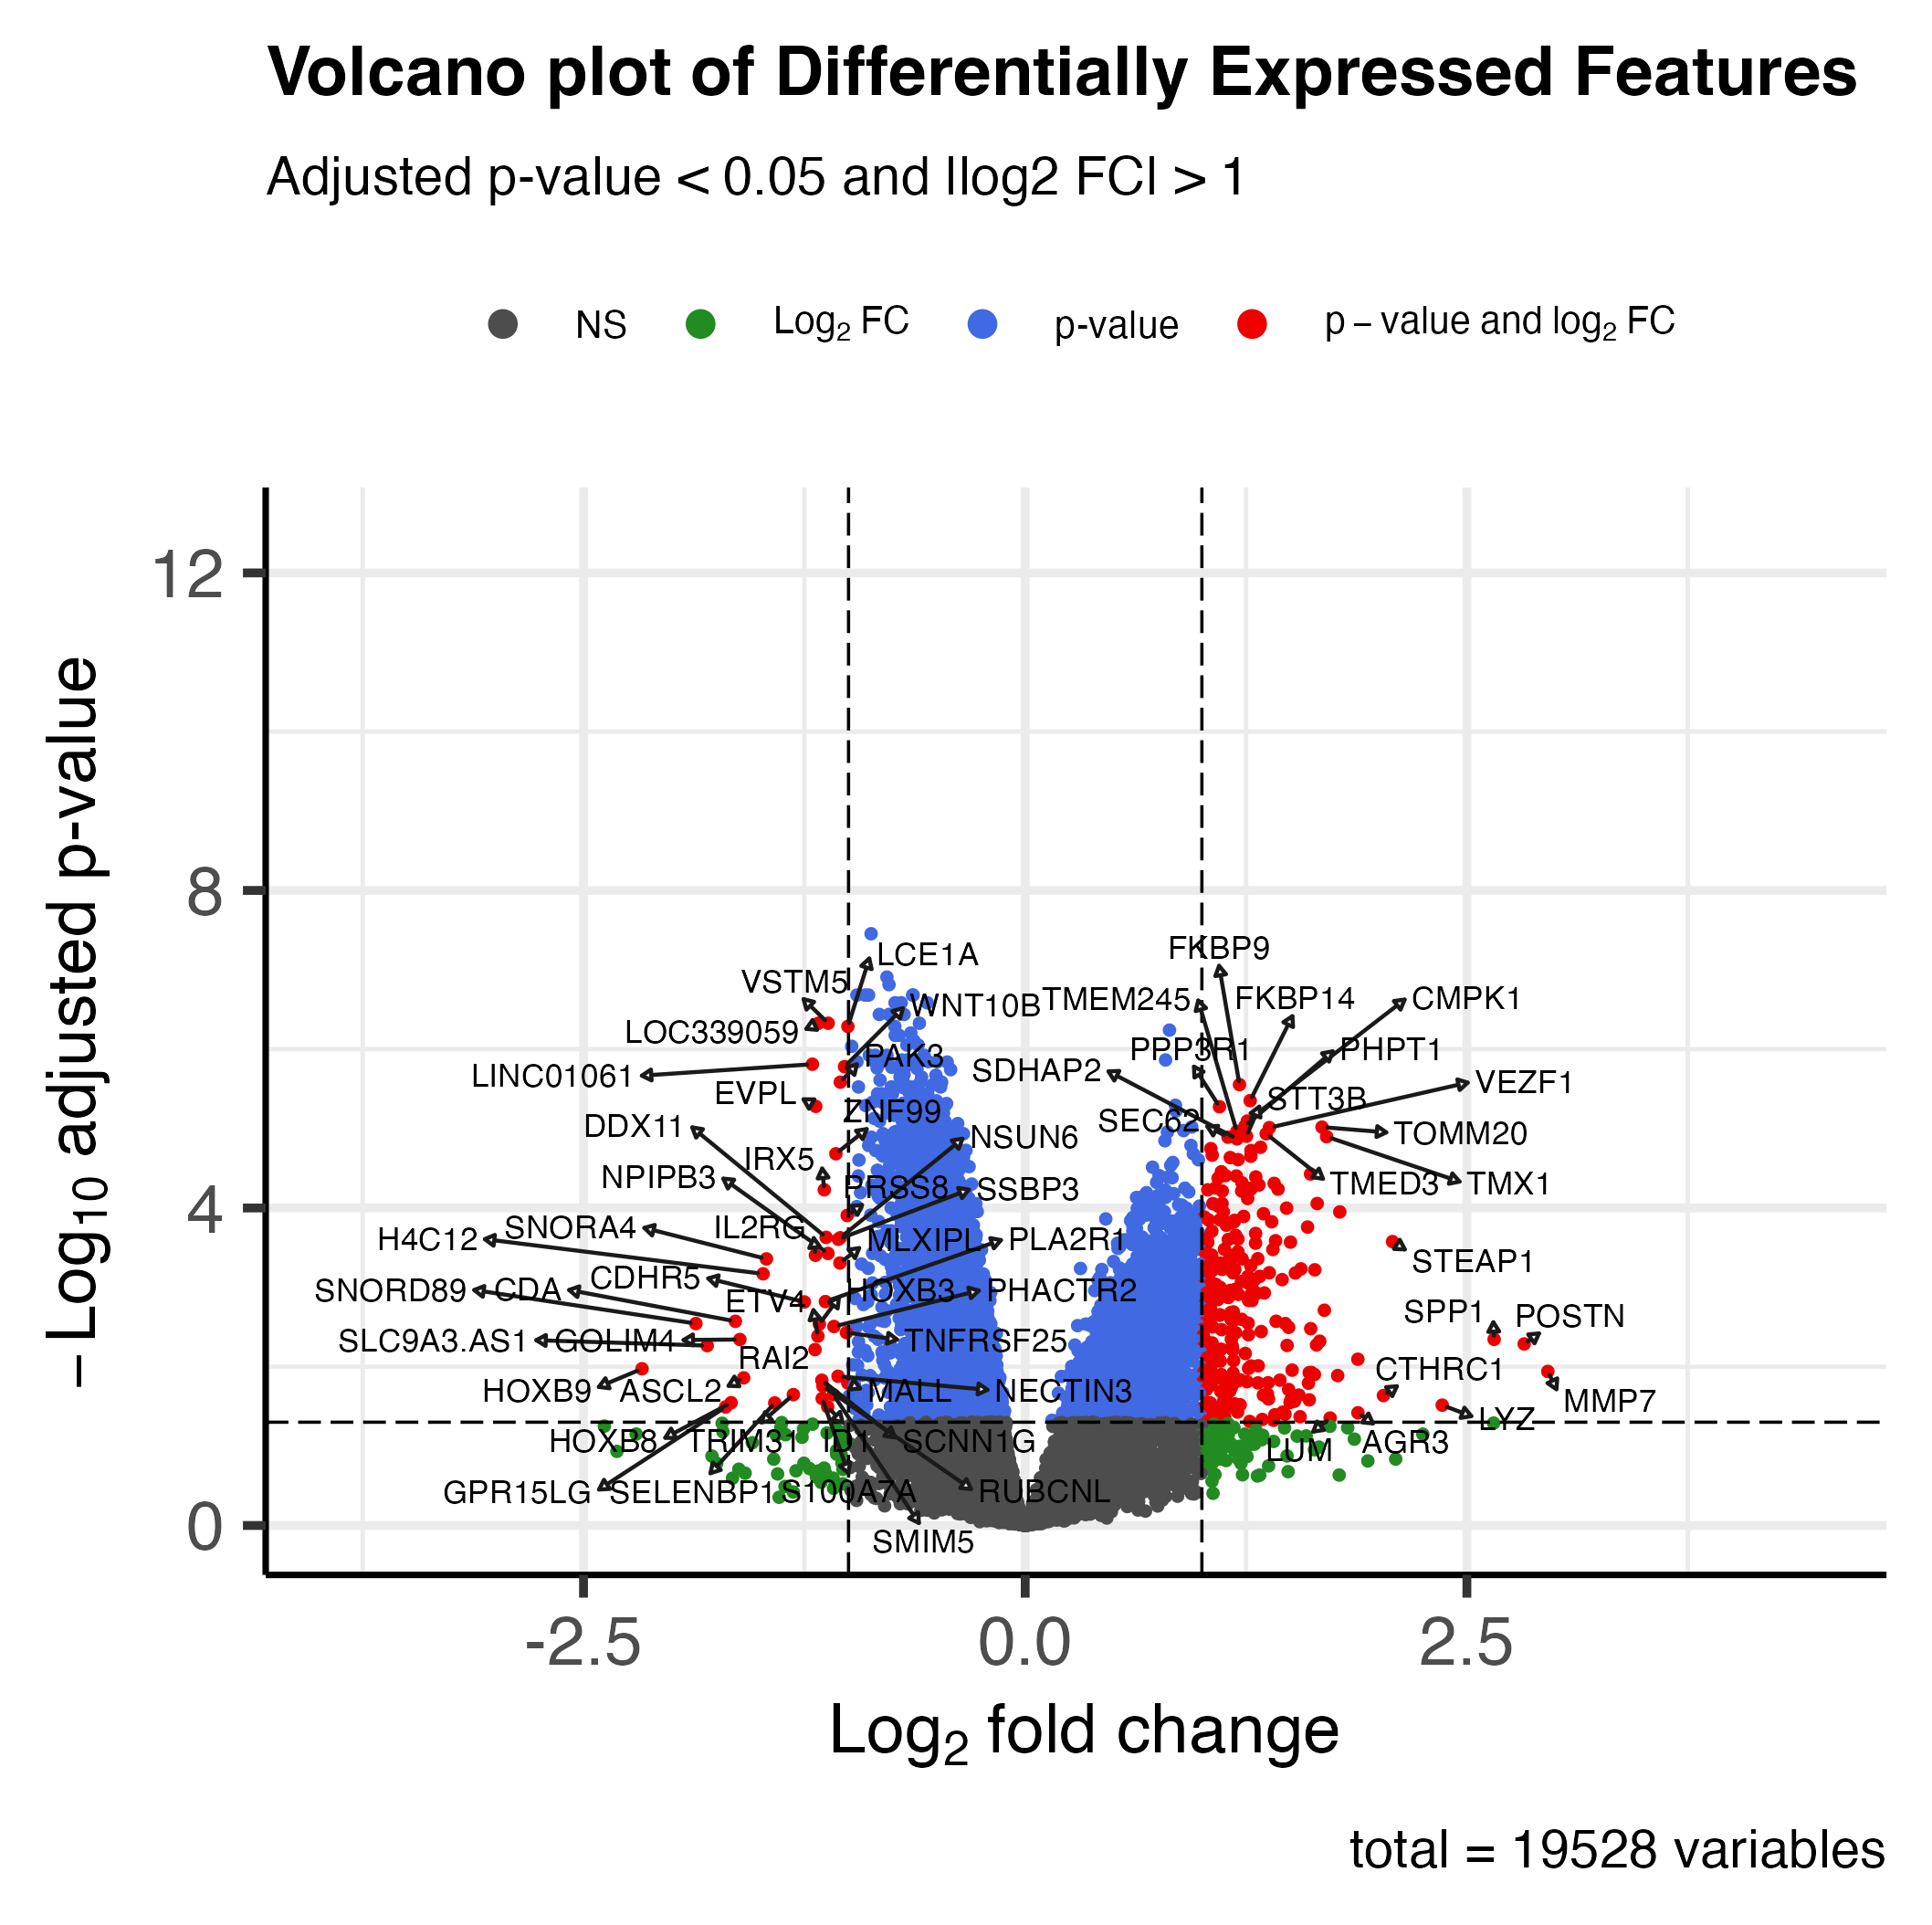 Volcano plot of Differentially Expressed Features
Adjusted p-value < 0.05 and |log2 FC| > 1
NS
Log2 FC
p-value
p – value and log2 FC
– Log10 adjusted p-value
12
8
4
0
LCE1A
FKBP9
VSTM5
WNT10B
TMEM245
FKBP14
CMPK1
LOC339059
PAK3
PPP3R1
PHPT1
LINC01061
SDHAP2
VEZF1
EVPL
ZNF99
STT3B
DDX11
SEC62
NSUN6
TOMM20
IRX5
NPIPB3
PRSS8
SSBP3
TMED3
TMX1
SNORA4
IL2RG
H4C12
MLXIPL
PLA2R1
STEAP1
CDHR5
SNORD89
CDA
ETV4
HOXB3
PHACTR2
SPP1
POSTN
SLC9A3.AS1
GOLIM4
TNFRSF25
RAI2
CTHRC1
HOXB9
ASCL2
MALL
NECTIN3
MMP7
LYZ
HOXB8
TRIM31
ID1
SCNN1G
LUM
AGR3
GPR15LG
SELENBP1
S100A7A
RUBCNL
SMIM5
-2.5
0.0
2.5
Log2 fold change
total = 19528 variables